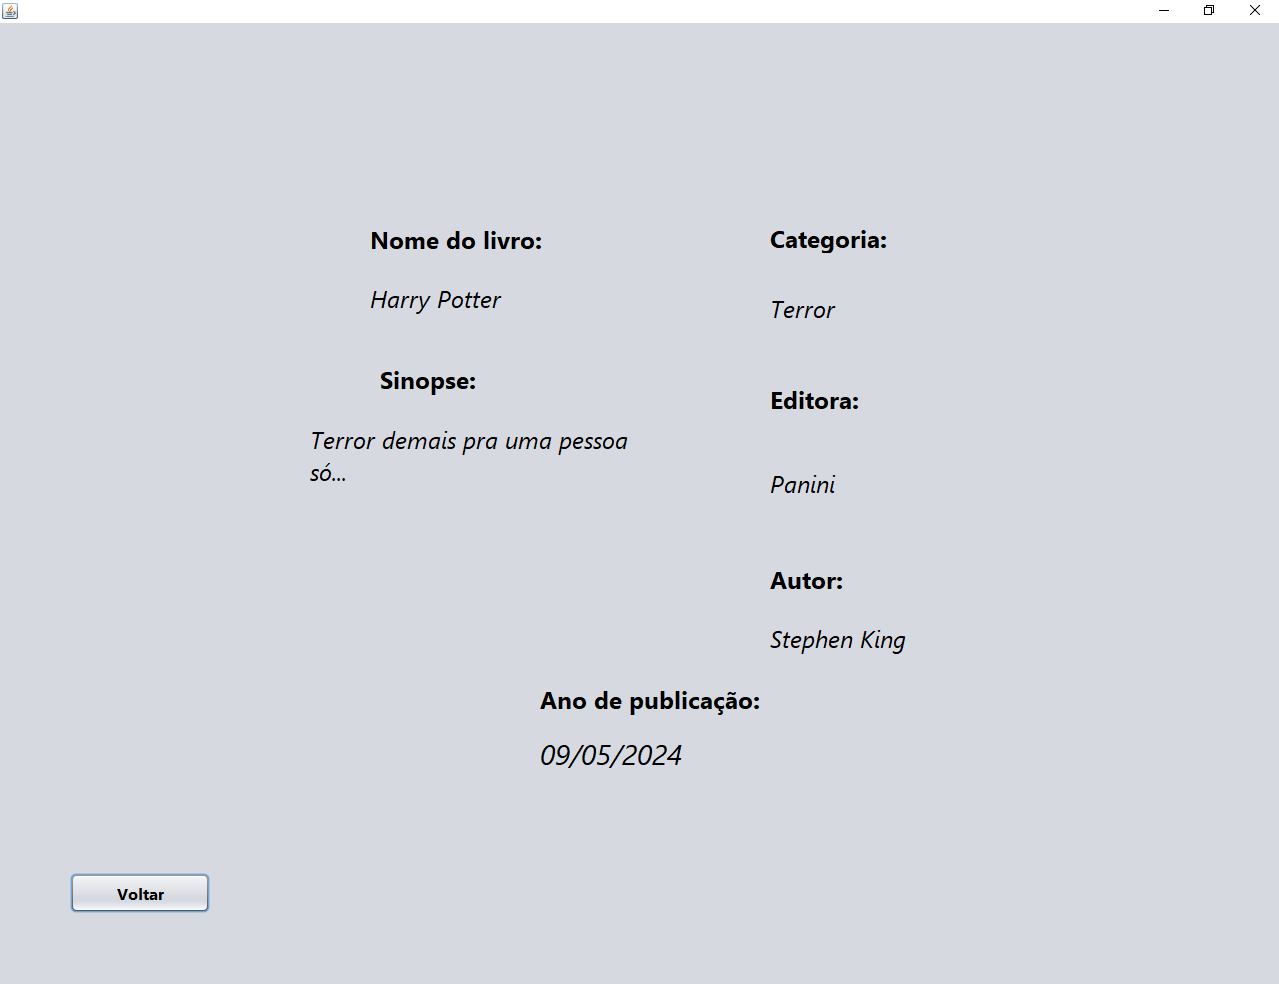 Nome do livro:
Harry Potter
Sinopse:
Terror demais pra uma pessoa
só...
Categoria:
Terror
Editora:
Panini
Autor:
Stephen King
Ano de publicação:
09/05/2024
Voltar